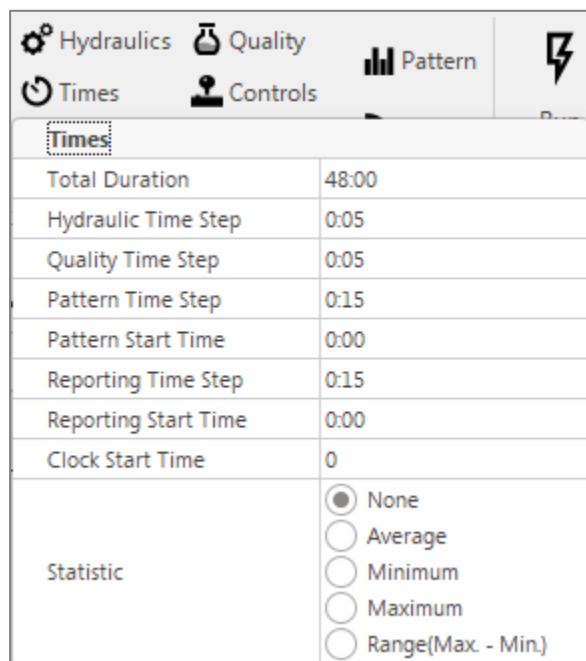 Hydraulics Quality
Pattern
Times Controls
Times
Total Duration 48:00
Hydraulic Time Step 0:05
Quality Time Step 0:05
Pattern Time Step 0:15
Pattern Start Time 0:00
Reporting Time Step 0:15
Reporting Start Time 0:00
Clock Start Time 0
Statistic
None
Average
Minimum
Maximum
Range(Max. - Min.)